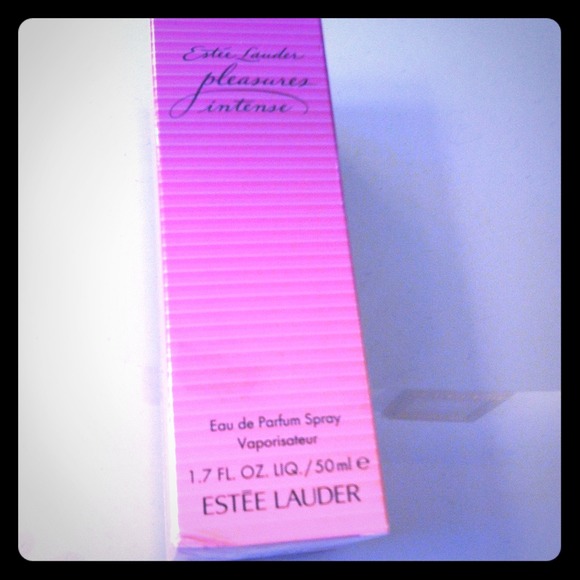 Estée Lauder
pleasures
intense
Eau de Parfum Spray
Vaporisateur
1.7 FL. OZ. LIQ./50ml ℮
ESTĒE LAUDER